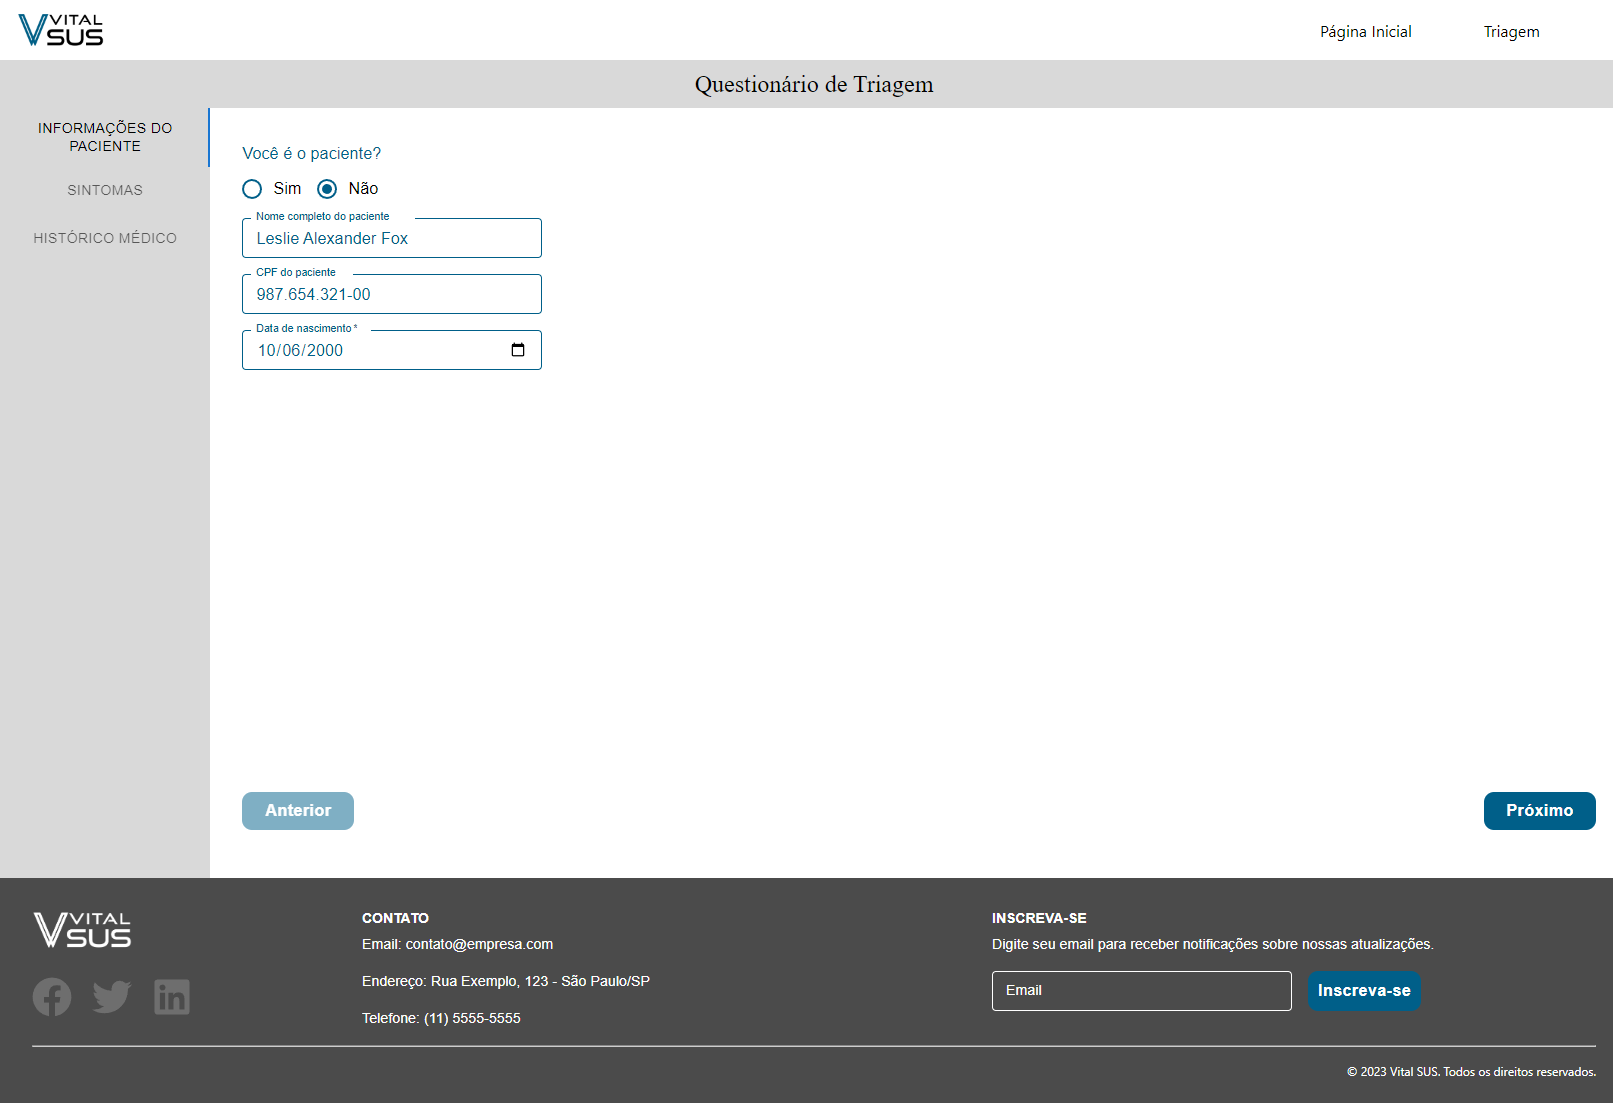 VITAL
SUS
Página Inicial
Triagem
Questionário de Triagem
INFORMAÇÕES DO
PACIENTE
SINTOMAS
HISTÓRICO MÉDICO
Você é o paciente?
Sim
Não
Nome completo do paciente
Leslie Alexander Fox
CPF do paciente
987.654.321-00
Data de nascimento *
10/06/2000
Anterior
Próximo
VITAL
SUS
CONTATO
Email: contato@empresa.com
Endereço: Rua Exemplo, 123 - São Paulo/SP
Telefone: (11) 5555-5555
INSCREVA-SE
Digite seu email para receber notificações sobre nossas atualizações.
Email
Inscreva-se
© 2023 Vital SUS. Todos os direitos reservados.